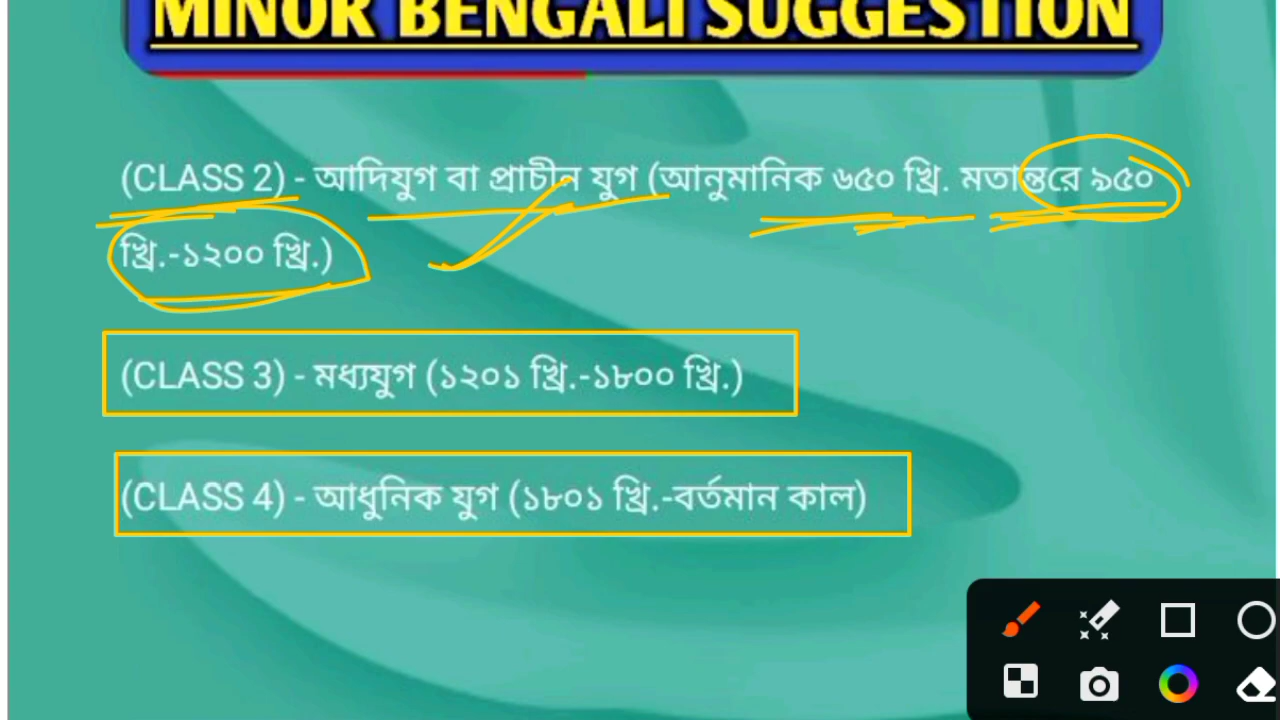 MINOR BENGALI SUGGESTION
(CLASS 2) - আদিযুগ বা প্রাচীন যুগ (আনুমানিক ৬৫০ খ্রি. মতান্তরে ৯৫০
খ্রি.-১২০০ খ্রি.)
(CLASS 3) - মধ্যযুগ (১২০১ খ্রি.-১৮০০ খ্রি.)
(CLASS 4) - আধুনিক যুগ (১৮০১ খ্রি.-বর্তমান কাল)